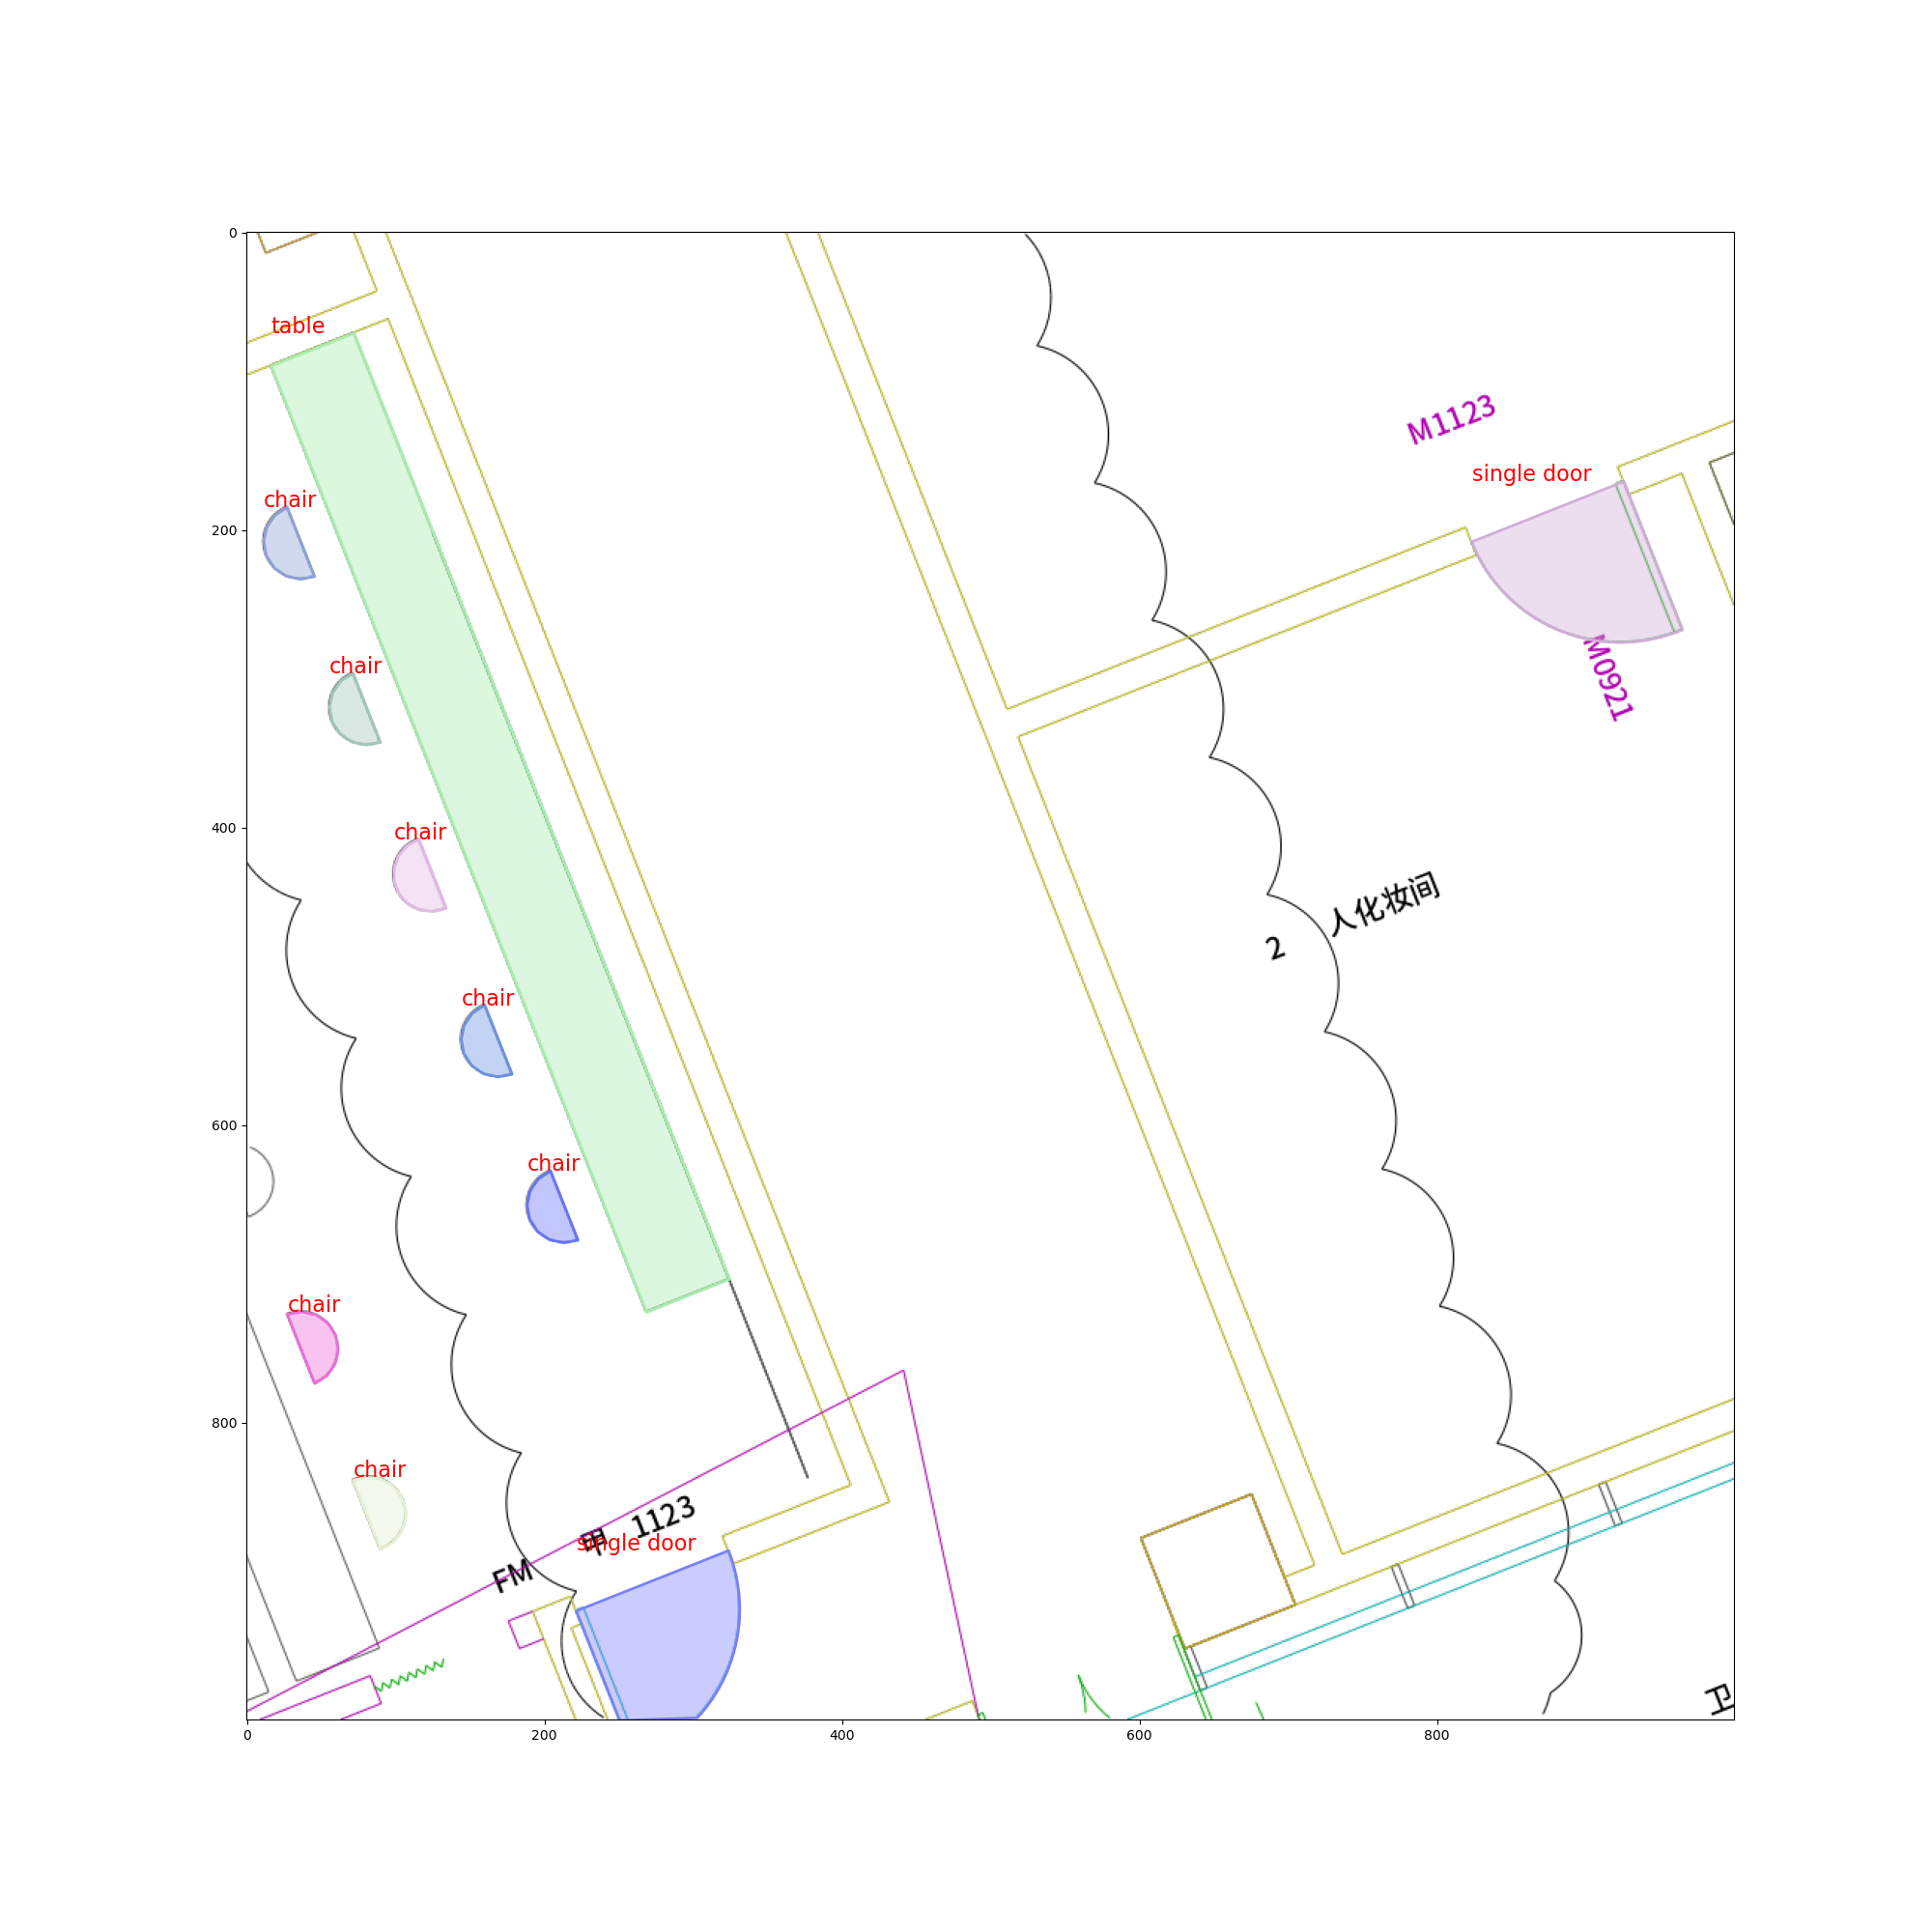 0
table
M1123
single door
chair
200
chair
M0921
chair
400
2 人化妆间
chair
chair
600
chair
800
chair
FM 甲 1123
single door
卫
0 200 400 600 800